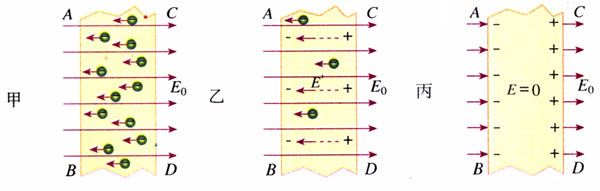 甲
A
C
E₀
B
D
乙
A
C
- +
E'
- +
E₀
- +
B
D
丙
A
C
- +
- +
E₀
- E=0 +
- +
- +
- +
B
D